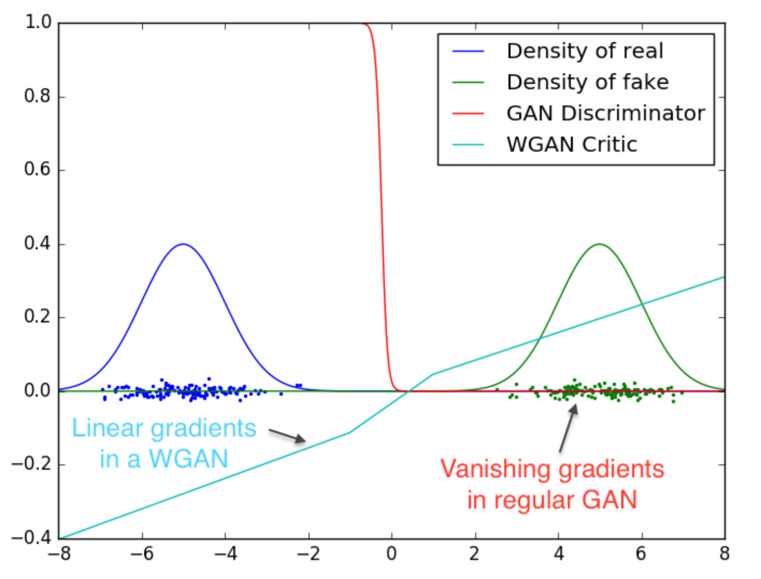 1.0
0.8
0.6
0.4
0.2
0.0
−0.2
−0.4
Density of real
Density of fake
GAN Discriminator
WGAN Critic
Linear gradients
in a WGAN
Vanishing gradients
in regular GAN
−8 −6 −4 −2 0 2 4 6 8